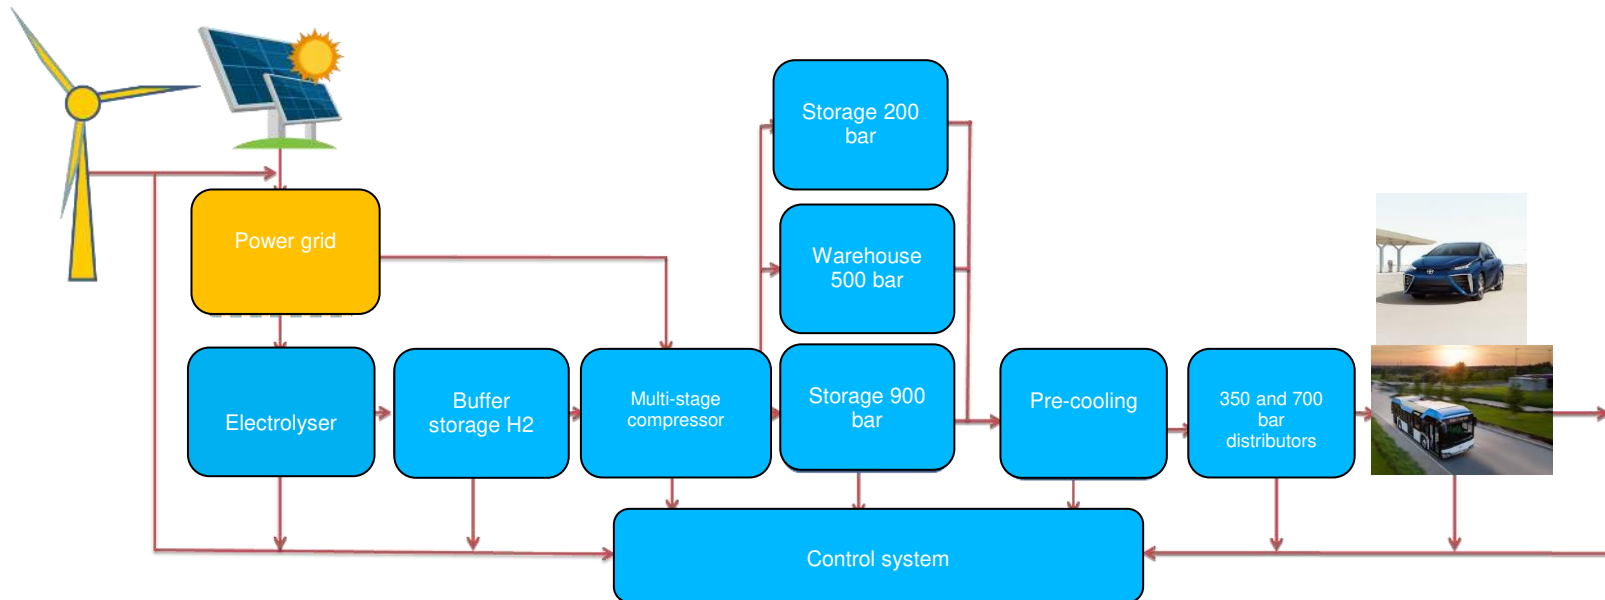 Storage 200
bar
Power grid
Warehouse
500 bar
Electrolyser
Buffer
storage H2
Multi-stage
compressor
Storage 900
bar
Pre-cooling
350 and 700
bar
distributors
Control system